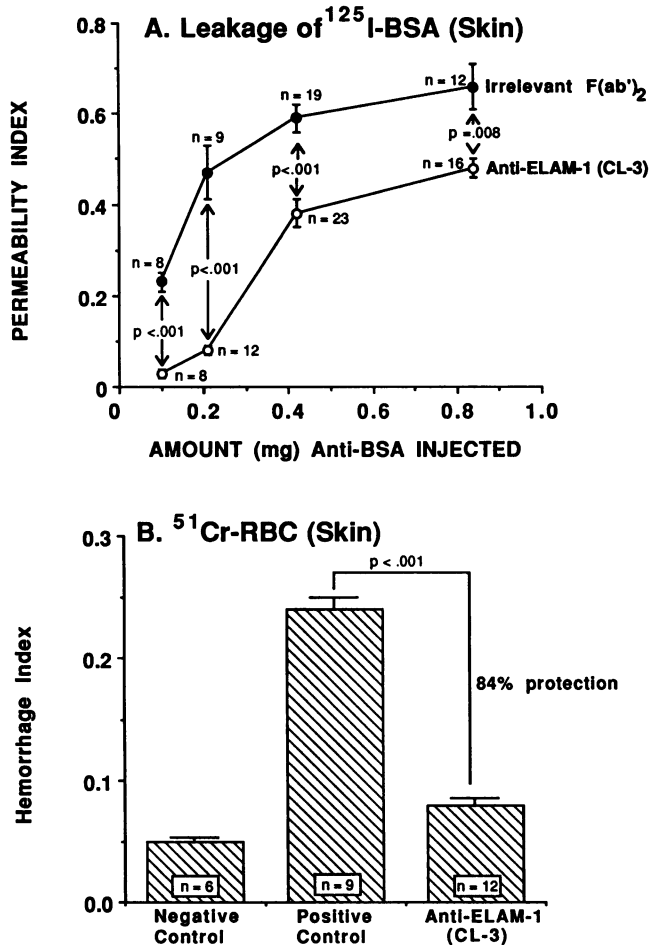 A. Leakage of 125I-BSA (Skin)
0.8
0.6
0.4
0.2
0
PERMEABILITY INDEX
n = 12
Irrelevant F(ab')2
n = 19
p =.008
n = 9
n = 16
Anti-ELAM-1 (CL-3)
p<.001
n = 23
n = 8
p<.001
p <.001
n = 12
n = 8
0 0.2 0.4 0.6 0.8 1.0
AMOUNT (mg) Anti-BSA INJECTED
B. 51Cr-RBC (Skin)
0.3
0.2
0.1
0.0
Hemorrhage Index
p < .001
84% protection
n = 6
n = 9
n = 12
Negative
Control
Positive
Control
Anti-ELAM-1
(CL-3)